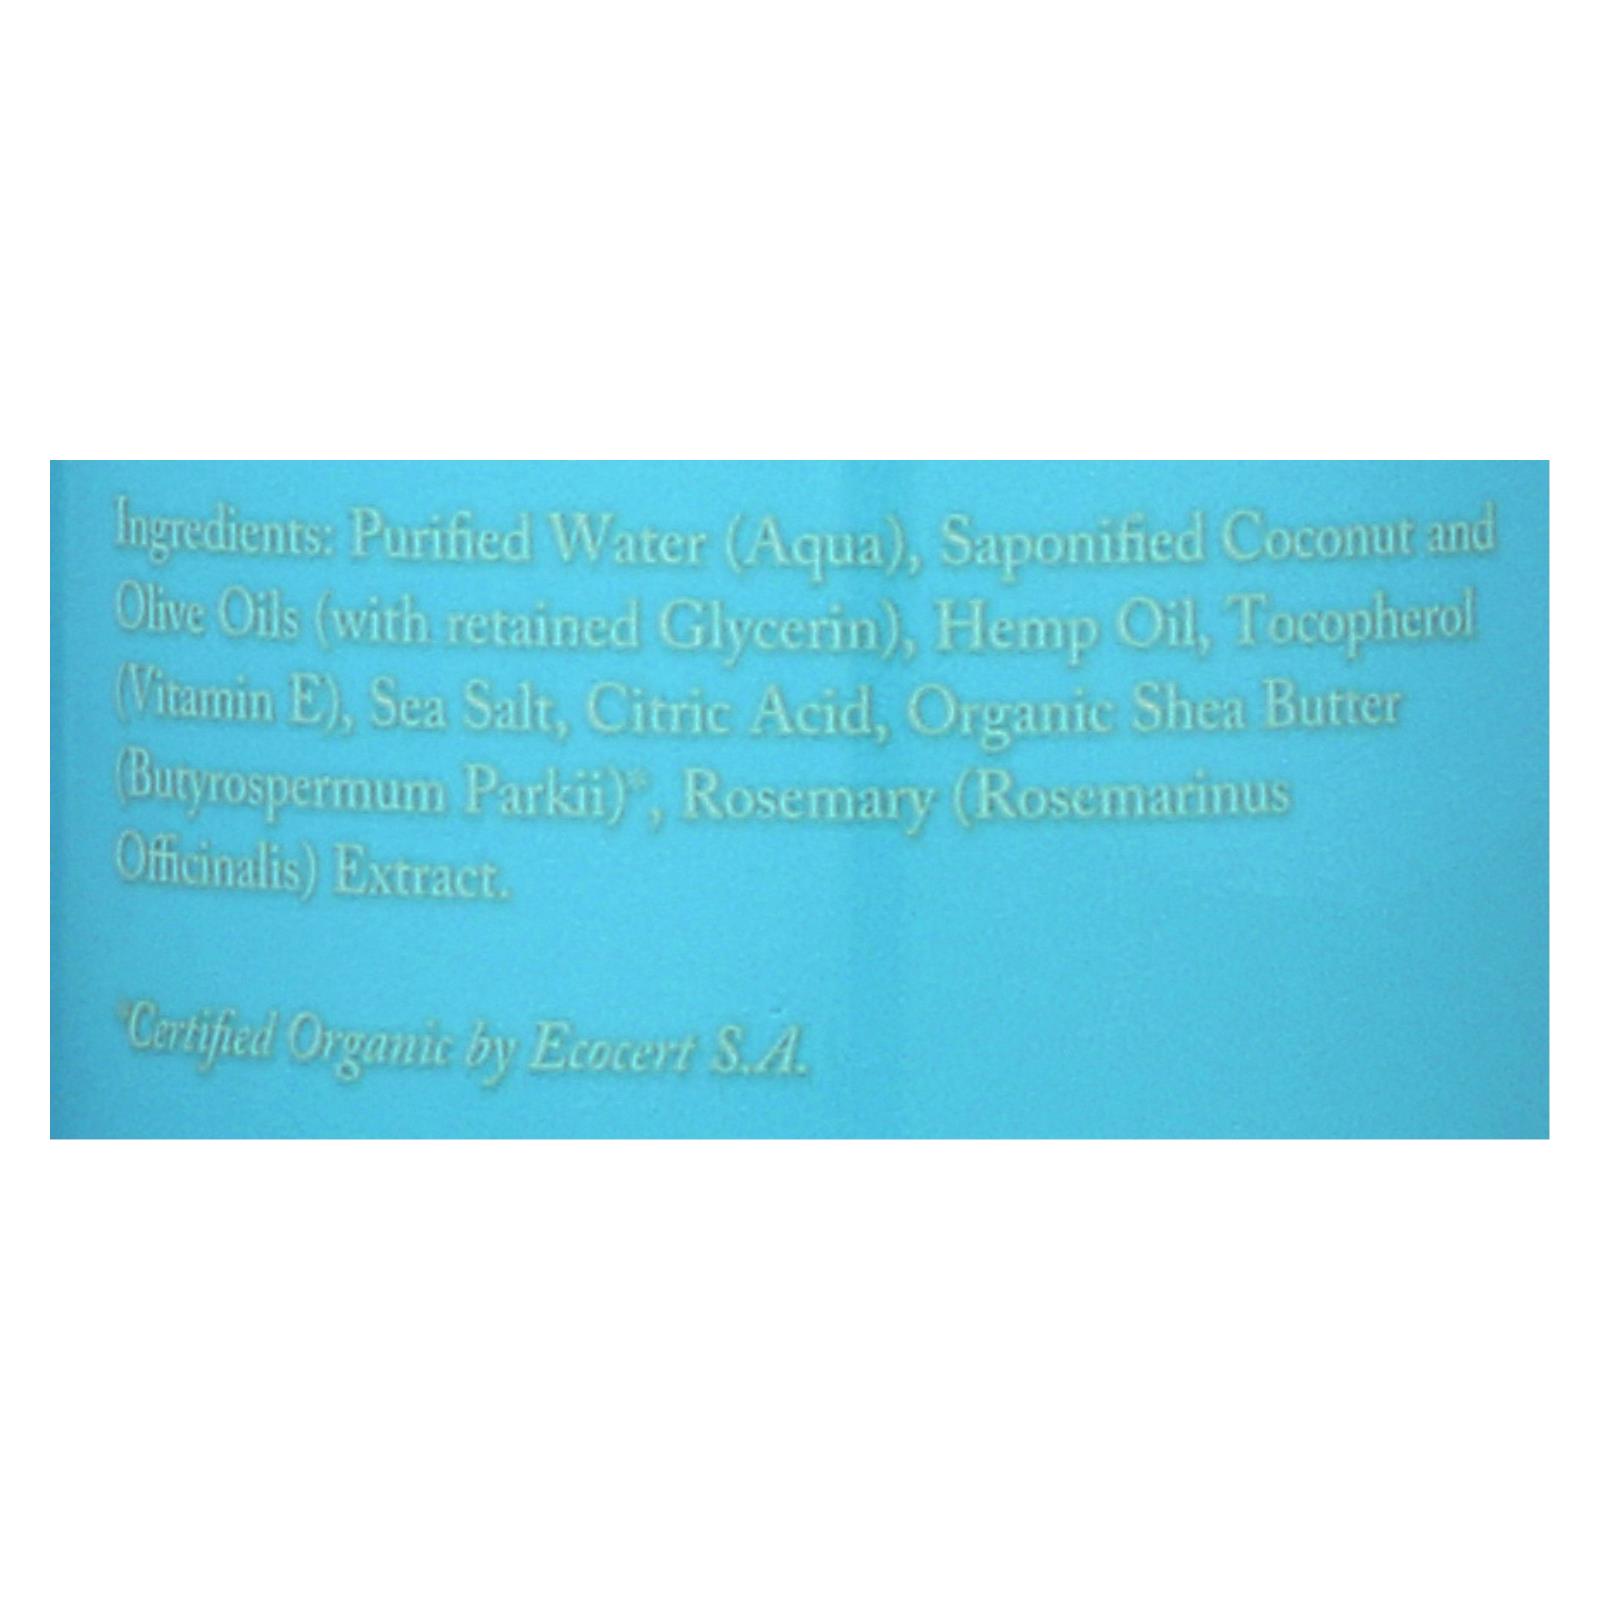 Ingredients: Purified Water (Aqua), Saponified Coconut and
Olive Oils (with retained Glycerin), Hemp Oil, Tocopherol
(Vitamin E), Sea Salt, Citric Acid, Organic Shea Butter
(Butyrospermum Parkii)*, Rosemary (Rosemarinus
Officinalis) Extract.
*Certified Organic by Ecocert S.A.